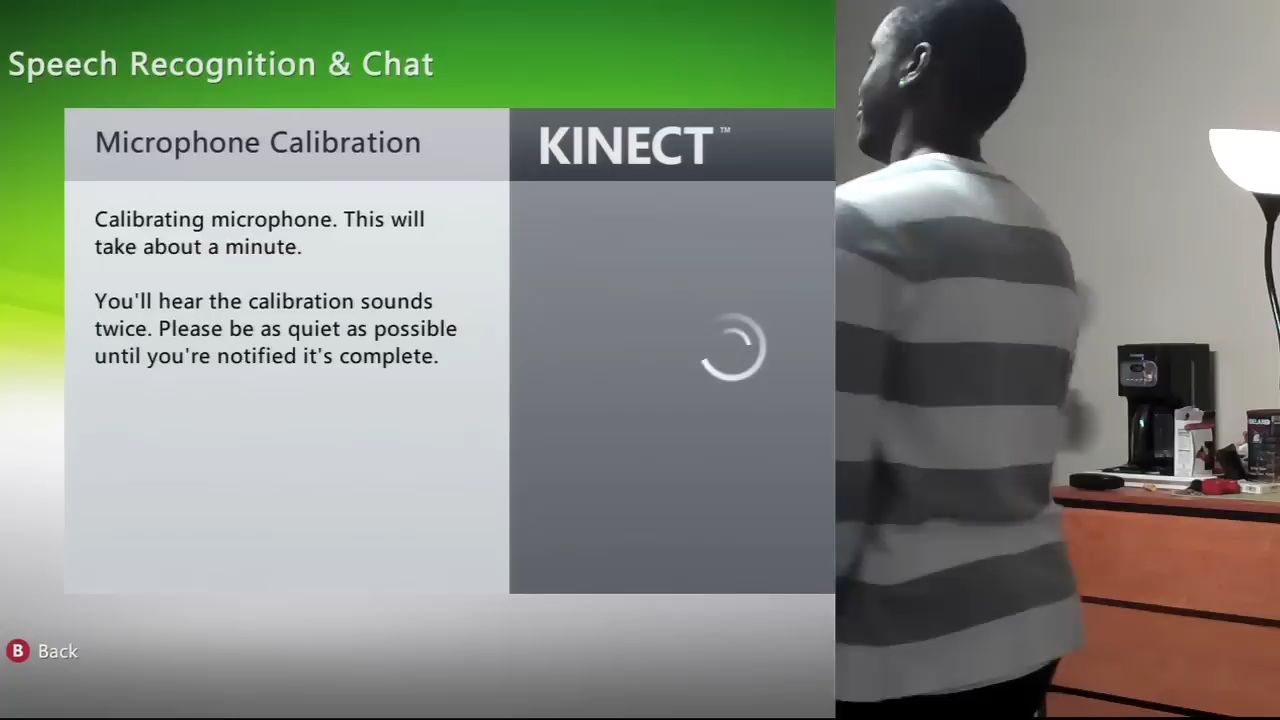 Speech Recognition & Chat
Microphone Calibration
KINECT™
Calibrating microphone. This will
take about a minute.
You'll hear the calibration sounds
twice. Please be as quiet as possible
until you're notified it's complete.
B Back